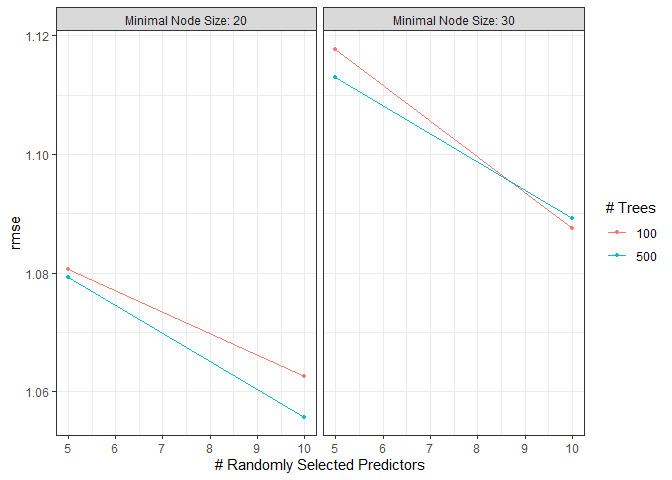 Minimal Node Size: 20
Minimal Node Size: 30
1.12
1.10
1.08
1.06
rmse
5 6 7 8 9 10
5 6 7 8 9 10
# Randomly Selected Predictors
# Trees
100
500